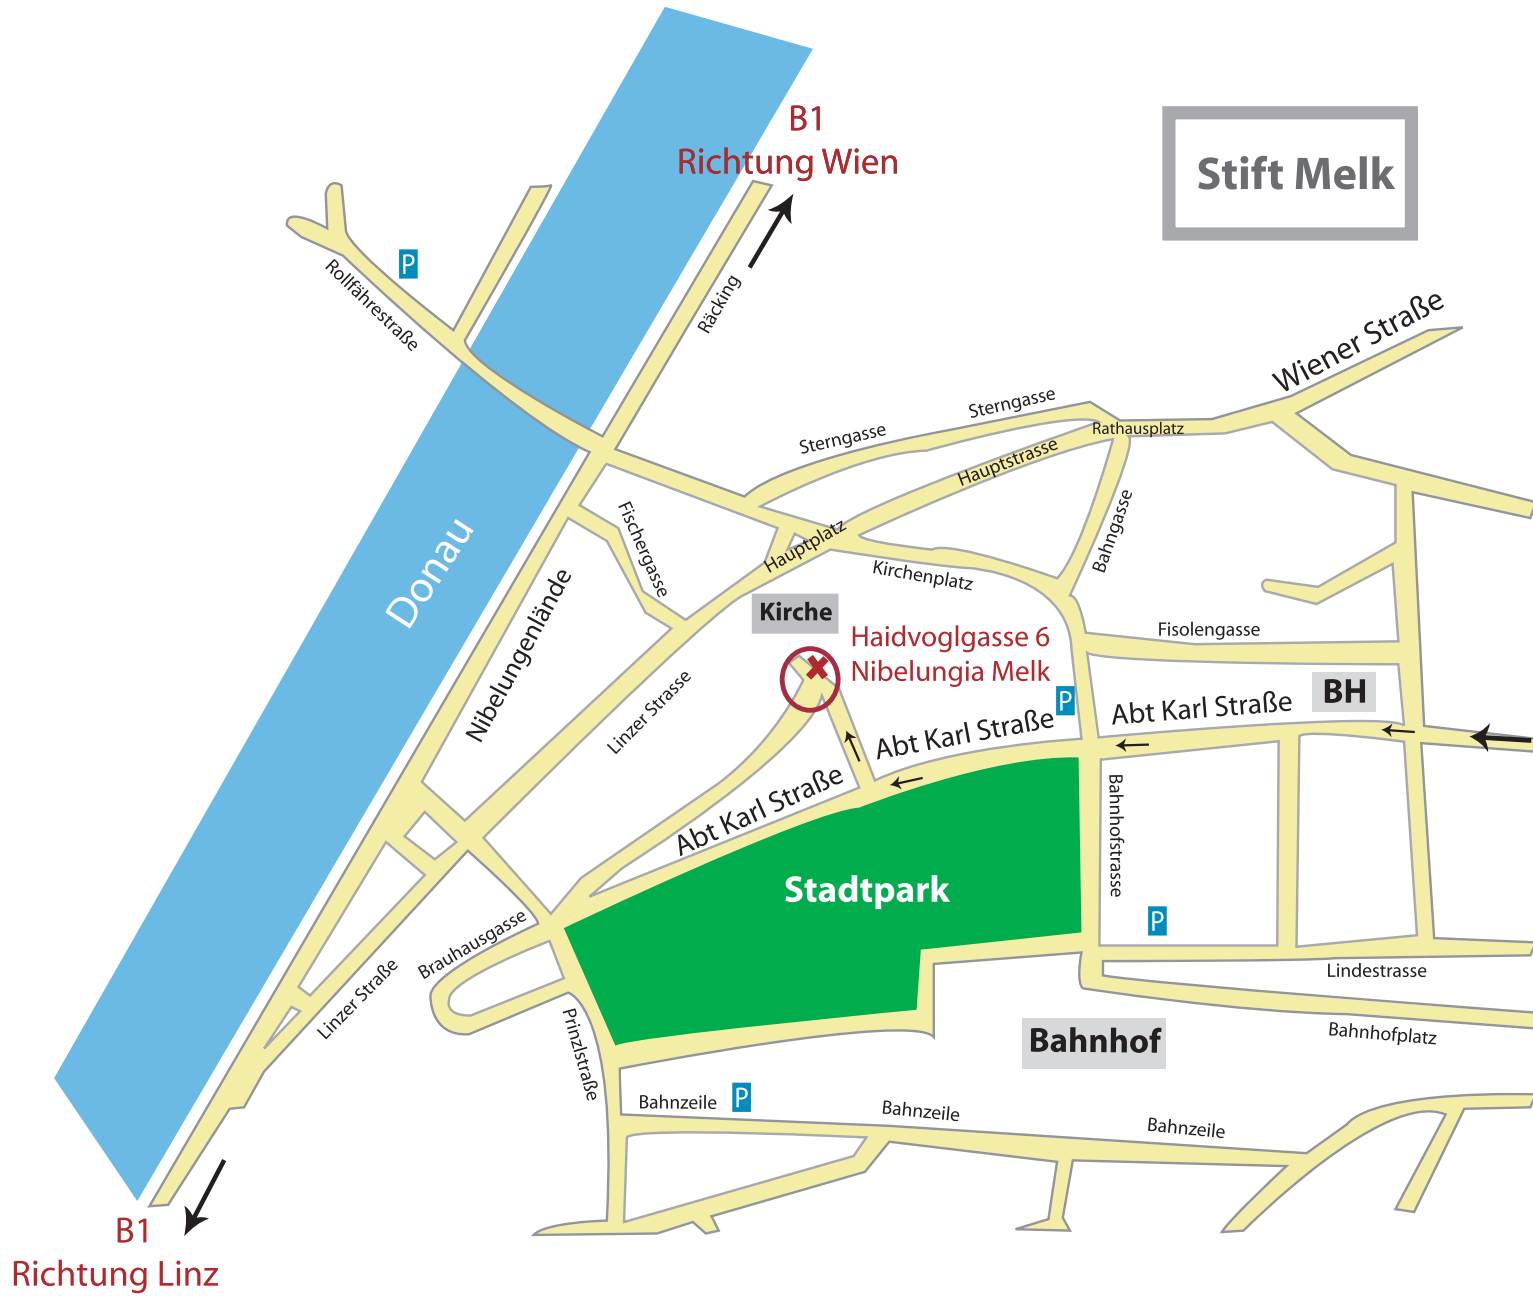 B1
Richtung Wien
Stift Melk
P
Rollfährestraße
Räcking
Wiener Straße
Sterngasse
Sterngasse
Rathausplatz
Hauptstrasse
Bahngasse
Fischergasse
Hauptplatz
Kirchenplatz
Donau
Nibelungenlände
Kirche
Haidvoglgasse 6
Nibelungia Melk
Fisolengasse
BH
P
Linzer Strasse
Abt Karl Straße
Abt Karl Straße
Abt Karl Straße
Bahnhofstrasse
Stadtpark
P
Brauhausgasse
Linzer Straße
Lindestrasse
Bahnhofplatz
Bahnhof
Prinzlstraße
Bahnzeile
P
Bahnzeile
Bahnzeile
B1
Richtung Linz